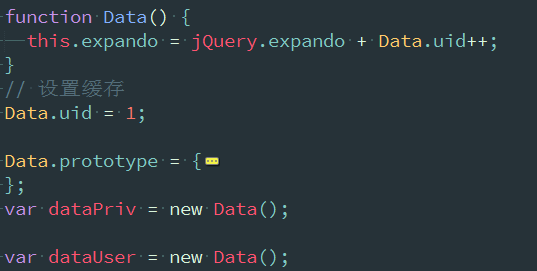 function Data() {
  this.expando = jQuery.expando + Data.uid++;
}
// 设置缓存
Data.uid = 1;
Data.prototype = {
};
var dataPriv = new Data();
var dataUser = new Data();